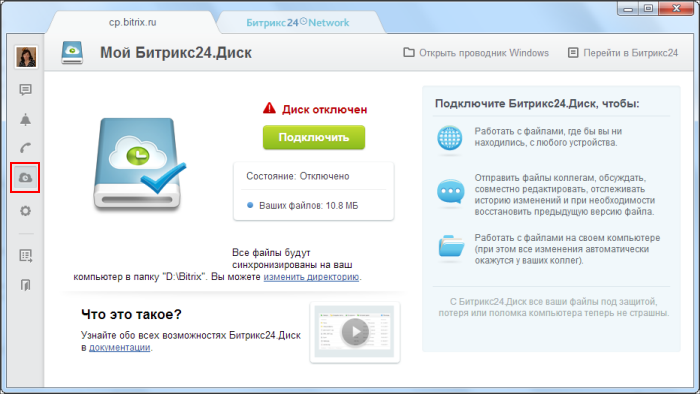 cp.bitrix.ru
Битрикс24 Network
Мой Битрикс24.Диск
Открыть проводник Windows
Перейти в Битрикс24
Диск отключен
Подключить
Состояние: Отключено
Ваших файлов: 10.8 МБ
Все файлы будут
синхронизированы на ваш
компьютер в папку "D:\Bitrix". Вы можете изменить директорию.
Что это такое?
Узнайте обо всех возможностях Битрикс24.Диск
в документации.
Подключите Битрикс24.Диск, чтобы:
Работать с файлами, где бы вы ни
находились, с любого устройства.
Отправить файлы коллегам, обсуждать,
совместно редактировать, отслеживать
историю изменений и при необходимости
восстановить предыдущую версию файла.
Работать с файлами на своем компьютере
(при этом все изменения автоматически
окажутся у ваших коллег).
С Битрикс24.Диск все ваши файлы под защитой,
потеря или поломка компьютера теперь не страшны.